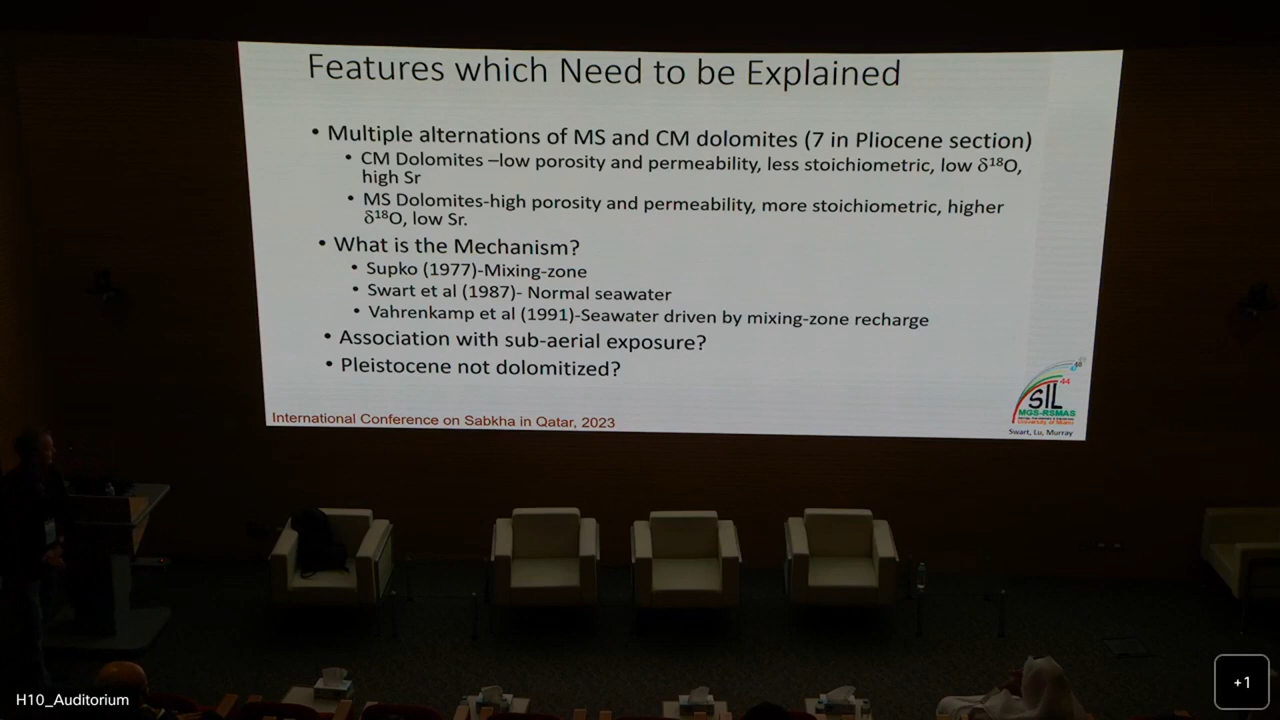 Features which Need to be Explained
• Multiple alternations of MS and CM dolomites (7 in Pliocene section)
• CM Dolomites –low porosity and permeability, less stoichiometric, low δ¹⁸O,
high Sr
• MS Dolomites-high porosity and permeability, more stoichiometric, higher
δ¹⁸O, low Sr.
• What is the Mechanism?
• Supko (1977)-Mixing-zone
• Swart et al (1987)- Normal seawater
• Vahrenkamp et al (1991)-Seawater driven by mixing-zone recharge
• Association with sub-aerial exposure?
• Pleistocene not dolomitized?
International Conference on Sabkha in Qatar, 2023
44
SIL
MGS-RSMAS
Swart, Lu, Murray
H10_Auditorium
+1